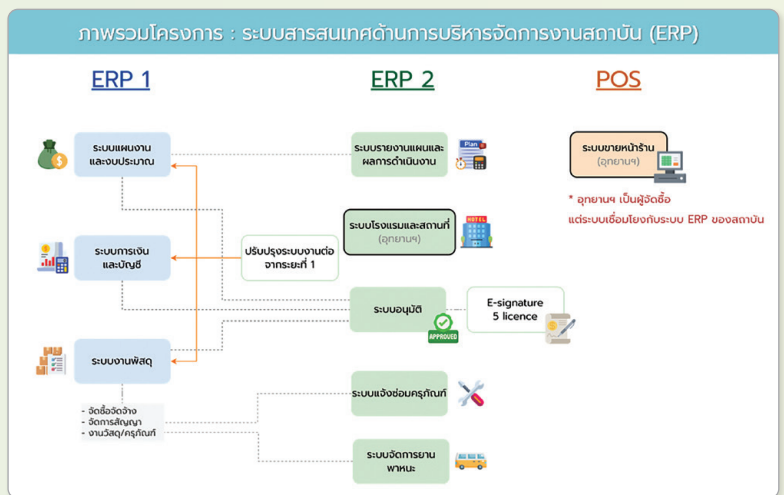 ภาพรวมโครงการ : ระบบสารสนเทศด้านการบริหารจัดการงานสถาบัน (ERP)
ERP 1
ERP 2
POS
ระบบแผนงาน
และงบประมาณ
ระบบรายงานแผนและ
ผลการดำเนินงาน
Plan
ระบบขายหน้าร้าน
(อุทยานฯ)
* อุทยานฯ เป็นผู้จัดซื้อ
แต่ระบบเชื่อมโยงกับระบบ ERP ของสถาบัน
ระบบโรงแรมและสถานที่
(อุทยานฯ)
HOTEL
ระบบการเงิน
และบัญชี
ปรับปรุงระบบงานต่อ
จากระยะที่ 1
ระบบอนุมัติ
APPROVED
E-signature
5 licence
ระบบงานพัสดุ
- จัดซื้อจัดจ้าง
- จัดการสัญญา
- งานวัสดุ/ครุภัณฑ์
ระบบแจ้งซ่อมครุภัณฑ์
ระบบจัดการยาน
พาหนะ